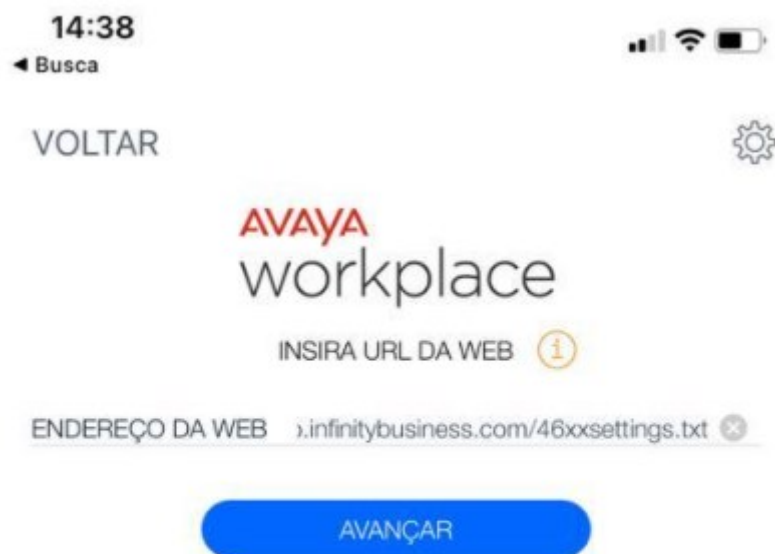 14:38
◀ Busca
VOLTAR
AVAYA
workplace
INSIRA URL DA WEB i
ENDEREÇO DA WEB .infinitybusiness.com/46xxsettings.txt
AVANÇAR